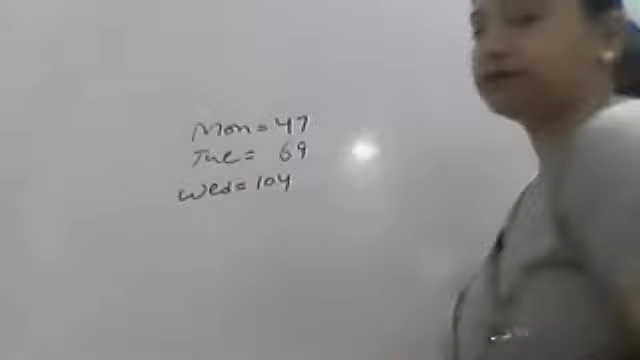 Mon = 47
Tue = 69
Wed = 104